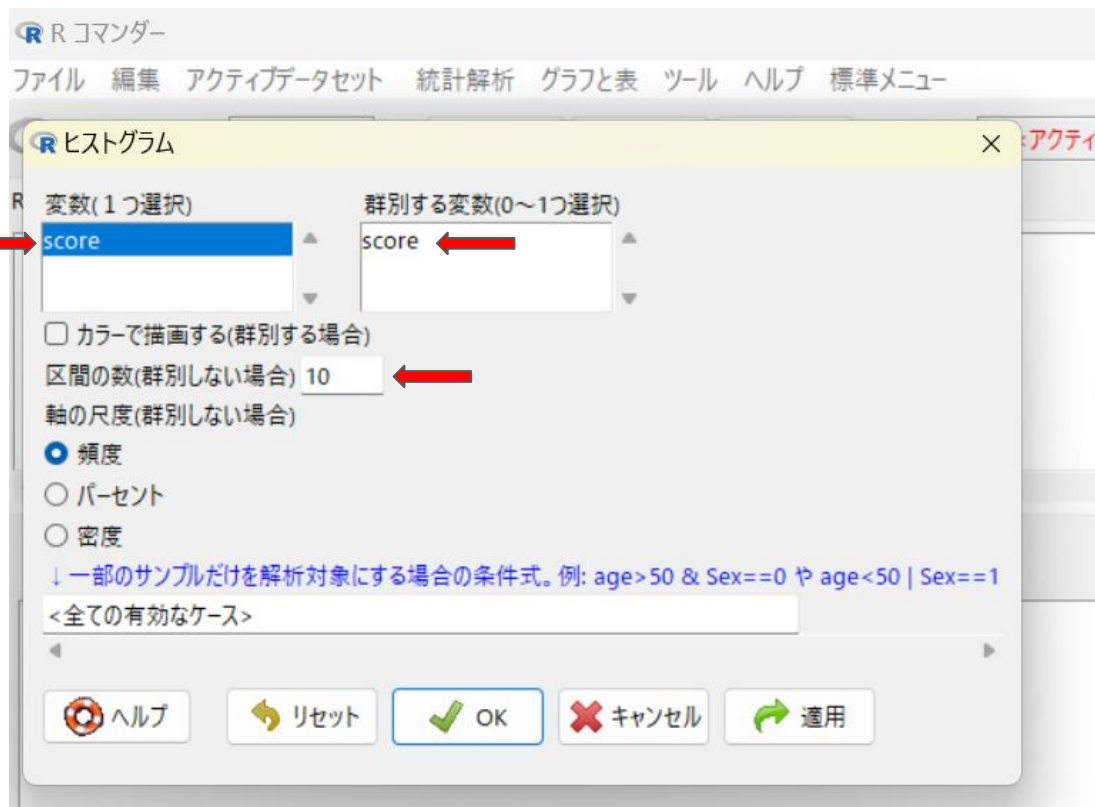 R コマンダー
ファイル 編集 アクティブデータセット 統計解析 グラフと表 ツール ヘルプ 標準メニュー
ヒストグラム
アクティ
R
変数(1つ選択)
群別する変数(0~1つ選択)
score
score
カラーで描画する(群別する場合)
区間の数(群別しない場合) 10
軸の尺度(群別しない場合)
頻度
パーセント
密度
↓一部のサンプルだけを解析対象にする場合の条件式。例: age>50 & Sex==0 や age<50 | Sex==1
<全ての有効なケース>
ヘルプ リセット OK キャンセル 適用